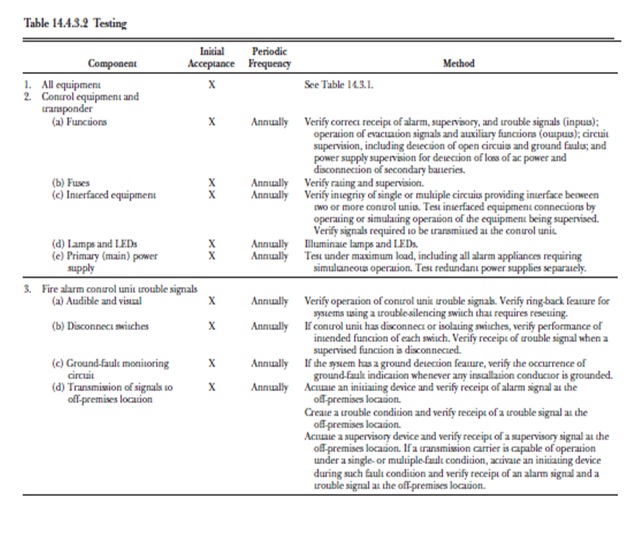 Table 14.4.3.2 Testing
Initial Periodic
Component Acceptance Frequency Method
1. All equipment X See Table 14.3.1.
2. Control equipment and
transponder
(a) Functions X Annually Verify correct receipt of alarm, supervisory, and trouble signals (inputs);
operation of evacuation signals and auxiliary functions (outputs); circuit
supervision, including detection of open circuits and ground faults; and
power supply supervision for detection of loss of ac power and
disconnection of secondary batteries.
(b) Fuses X Annually Verify rating and supervision.
(c) Interfaced equipment X Annually Verify integrity of single or multiple circuits providing interface between
two or more control units. Test interfaced equipment connections by
operating or simulating operation of the equipment being supervised.
Verify signals required to be transmitted at the control unit.
(d) Lamps and LEDs X Annually Illuminate lamps and LEDs.
(e) Primary (main) power X Annually Test under maximum load, including all alarm appliances requiring
supply simultaneous operation. Test redundant power supplies separately.
3. Fire alarm control unit trouble signals
(a) Audible and visual X Annually Verify operation of control unit trouble signals. Verify ring-back feature for
systems using a trouble-silencing switch that requires resetting.
(b) Disconnect switches X Annually If control unit has disconnect or isolating switches, verify performance of
intended function of each switch. Verify receipt of trouble signal when a
supervised function is disconnected.
(c) Ground-fault monitoring X Annually If the system has a ground detection feature, verify the occurrence of
circuit ground-fault indication whenever any installation conductor is grounded.
(d) Transmission of signals to X Annually Actuate an initiating device and verify receipt of alarm signal at the
off-premises location off-premises location.
Create a trouble condition and verify receipt of a trouble signal at the
off-premises location.
Actuate a supervisory device and verify receipt of a supervisory signal at the
off-premises location. If a transmission carrier is capable of operation
under a single- or multiple-fault condition, activate an initiating device
during such fault condition and verify receipt of an alarm signal and a
trouble signal at the off-premises location.